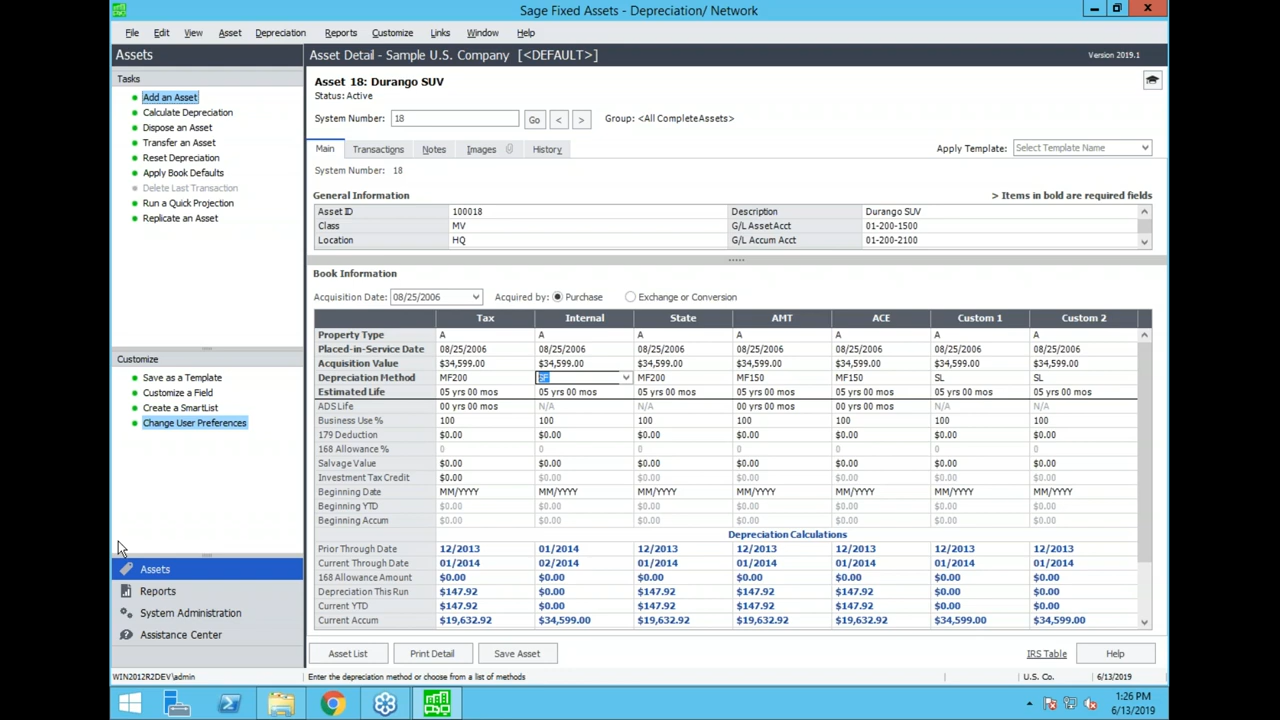 Sage Fixed Assets - Depreciation/ Network
File Edit View Asset Depreciation Reports Customize Links Window Help
Assets
Tasks
Add an Asset
Calculate Depreciation
Dispose an Asset
Transfer an Asset
Reset Depreciation
Apply Book Defaults
Delete Last Transaction
Run a Quick Projection
Replicate an Asset
Customize
Save as a Template
Customize a Field
Create a SmartList
Change User Preferences
Assets
Reports
System Administration
Assistance Center
Asset Detail - Sample U.S. Company [<DEFAULT>]
Version 2019.1
Asset 18: Durango SUV
Status: Active
System Number: 18 Go < > Group: <All CompleteAssets>
Main Transactions Notes Images History Apply Template: Select Template Name
System Number: 18
General Information > Items in bold are required fields
Asset ID 100018 Description Durango SUV
Class MV G/L AssetAcct 01-200-1500
Location HQ G/L Accum Acct 01-200-2100
Book Information
Acquisition Date: 08/25/2006 Acquired by: Purchase Exchange or Conversion
Tax Internal State AMT ACE Custom 1 Custom 2
Property Type A A A A A A A
Placed-in-Service Date 08/25/2006 08/25/2006 08/25/2006 08/25/2006 08/25/2006 08/25/2006 08/25/2006
Acquisition Value $34,599.00 $34,599.00 $34,599.00 $34,599.00 $34,599.00 $34,599.00 $34,599.00
Depreciation Method MF200 MF200 MF150 MF150 SL SL
Estimated Life 05 yrs 00 mos 05 yrs 00 mos 05 yrs 00 mos 05 yrs 00 mos 05 yrs 00 mos 05 yrs 00 mos 05 yrs 00 mos
ADS Life 00 yrs 00 mos N/A N/A 00 yrs 00 mos 00 yrs 00 mos N/A N/A
Business Use % 100 100 100 100 100 100 100
179 Deduction $0.00 $0.00 $0.00 $0.00 $0.00 $0.00 $0.00
168 Allowance % 0 0 0 0 0 0 0
Salvage Value $0.00 $0.00 $0.00 $0.00 $0.00 $0.00 $0.00
Investment Tax Credit $0.00 $0.00 $0.00 $0.00 $0.00 $0.00 $0.00
Beginning Date MM/YYYY MM/YYYY MM/YYYY MM/YYYY MM/YYYY MM/YYYY MM/YYYY
Beginning YTD $0.00 $0.00 $0.00 $0.00 $0.00 $0.00 $0.00
Beginning Accum $0.00 $0.00 $0.00 $0.00 $0.00 $0.00 $0.00
Depreciation Calculations
Prior Through Date 12/2013 01/2014 12/2013 12/2013 12/2013 12/2013 12/2013
Current Through Date 01/2014 02/2014 01/2014 01/2014 01/2014 01/2014 01/2014
168 Allowance Amount $0.00 $0.00 $0.00 $0.00 $0.00 $0.00 $0.00
Depreciation This Run $147.92 $0.00 $147.92 $147.92 $147.92 $0.00 $0.00
Current YTD $147.92 $0.00 $147.92 $147.92 $147.92 $0.00 $0.00
Current Accum $19,632.92 $34,599.00 $19,632.92 $19,632.92 $19,632.92 $34,599.00 $34,599.00
Asset List Print Detail Save Asset IRS Table Help
WIN2012R2DEV\admin Enter the depreciation method or choose from a list of methods U.S. Co. 6/13/2019
1:26 PM
6/13/2019